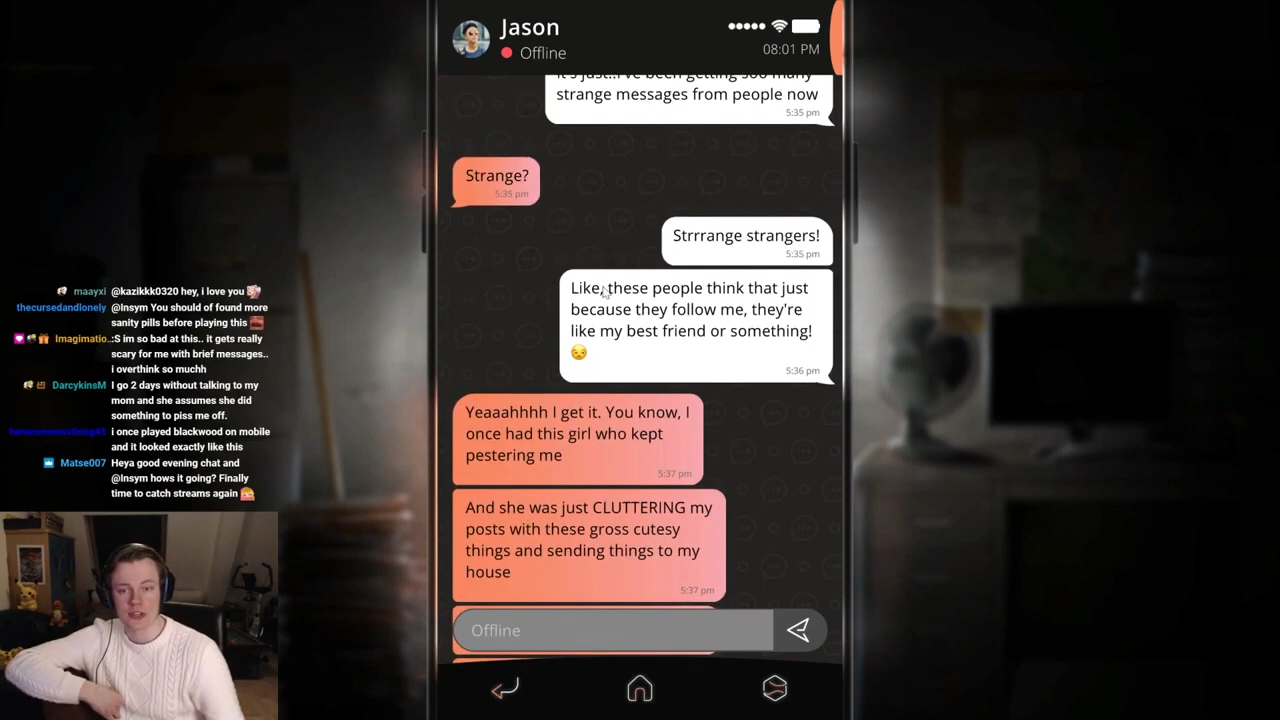 Jason
Offline
08:01 PM
It's just..I've been getting soo many
strange messages from people now
5:35 pm
Strange?
5:35 pm
Strrrange strangers!
5:35 pm
Like, these people think that just
because they follow me, they're
like my best friend or something!
😒
5:36 pm
Yeaaahhhh I get it. You know, I
once had this girl who kept
pestering me
5:37 pm
And she was just CLUTTERING my
posts with these gross cutesy
things and sending things to my
house
5:37 pm
Offline
maayxi @kazikkk0320 hey, i love you
thecursedandlonely @Insym You should of found more
sanity pills before playing this
Imaginatio..: :S im so bad at this.. it gets really
scary for me with brief messages..
i overthink so muchh
DarcykinsM I go 2 days without talking to my
mom and she assumes she did
something to piss me off.
i once played blackwood on mobile
and it looked exactly like this
Matse007 Heya good evening chat and
@Insym hows it going? Finally
time to catch streams again